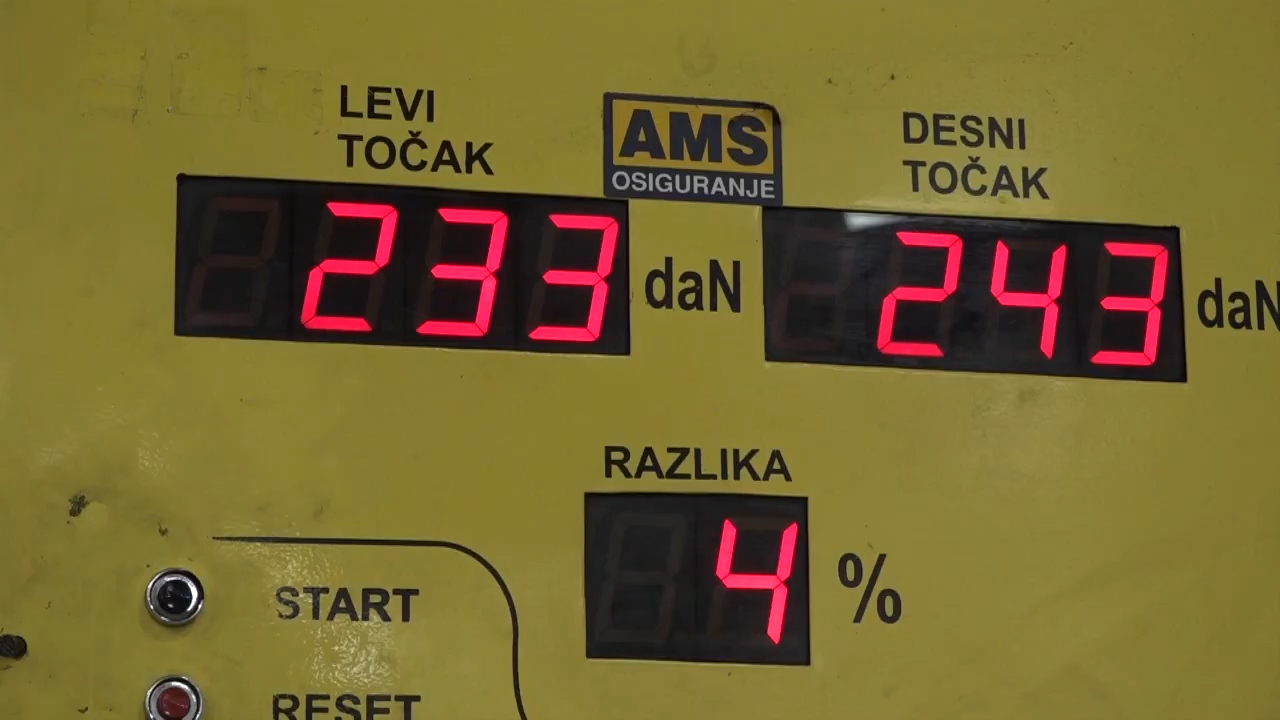 LEVI
TOČAK
AMS
OSIGURANJE
DESNI
TOČAK
233 daN
243 daN
RAZLIKA
4 %
START
RESET